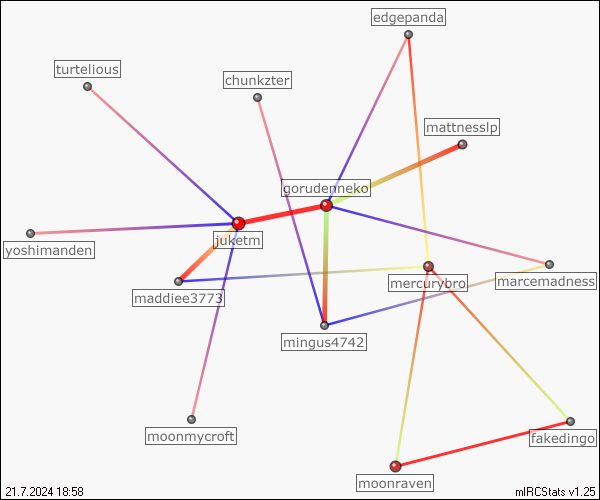 edgepanda
turtelious
chunkzter
mattnesslp
gorudenneko
juketm
yoshimanden
mercurybro
marcemadness
maddiee3773
mingus4742
moonmycroft
fakedingo
moonraven
21.7.2024 18:58
mIRCStats v1.25